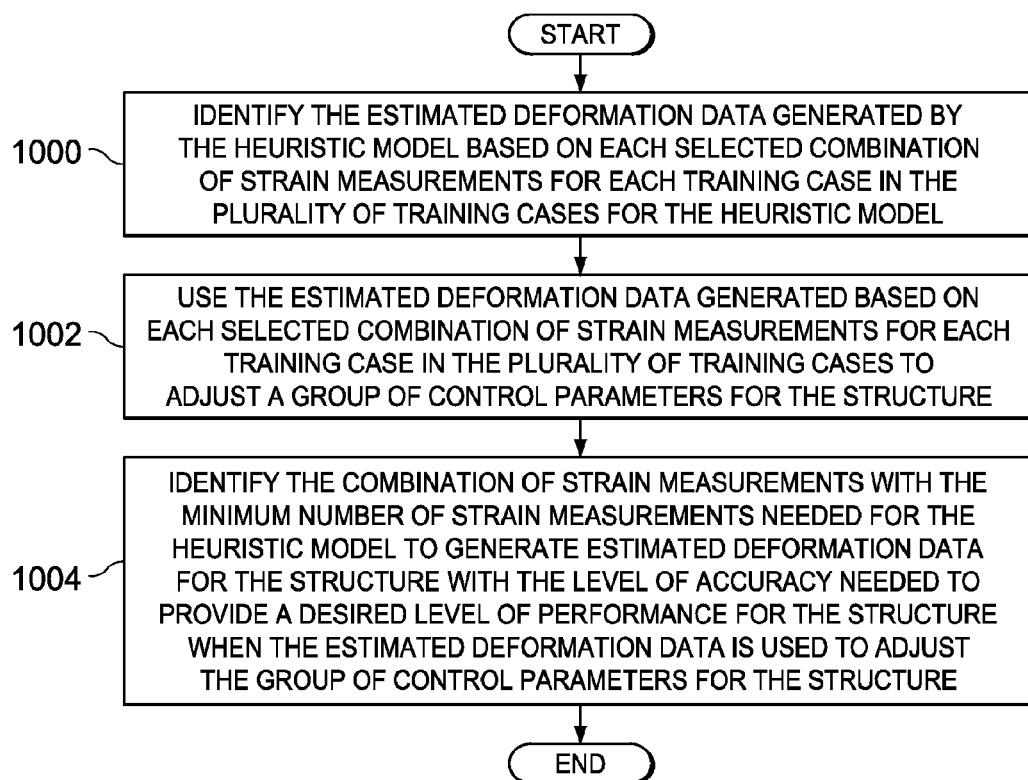 START
1000
IDENTIFY THE ESTIMATED DEFORMATION DATA GENERATED BY
THE HEURISTIC MODEL BASED ON EACH SELECTED COMBINATION
OF STRAIN MEASUREMENTS FOR EACH TRAINING CASE IN THE
PLURALITY OF TRAINING CASES FOR THE HEURISTIC MODEL
1002
USE THE ESTIMATED DEFORMATION DATA GENERATED BASED ON
EACH SELECTED COMBINATION OF STRAIN MEASUREMENTS FOR EACH
TRAINING CASE IN THE PLURALITY OF TRAINING CASES TO
ADJUST A GROUP OF CONTROL PARAMETERS FOR THE STRUCTURE
1004
IDENTIFY THE COMBINATION OF STRAIN MEASUREMENTS WITH THE
MINIMUM NUMBER OF STRAIN MEASUREMENTS NEEDED FOR THE
HEURISTIC MODEL TO GENERATE ESTIMATED DEFORMATION DATA
FOR THE STRUCTURE WITH THE LEVEL OF ACCURACY NEEDED TO
PROVIDE A DESIRED LEVEL OF PERFORMANCE FOR THE STRUCTURE
WHEN THE ESTIMATED DEFORMATION DATA IS USED TO ADJUST
THE GROUP OF CONTROL PARAMETERS FOR THE STRUCTURE
END